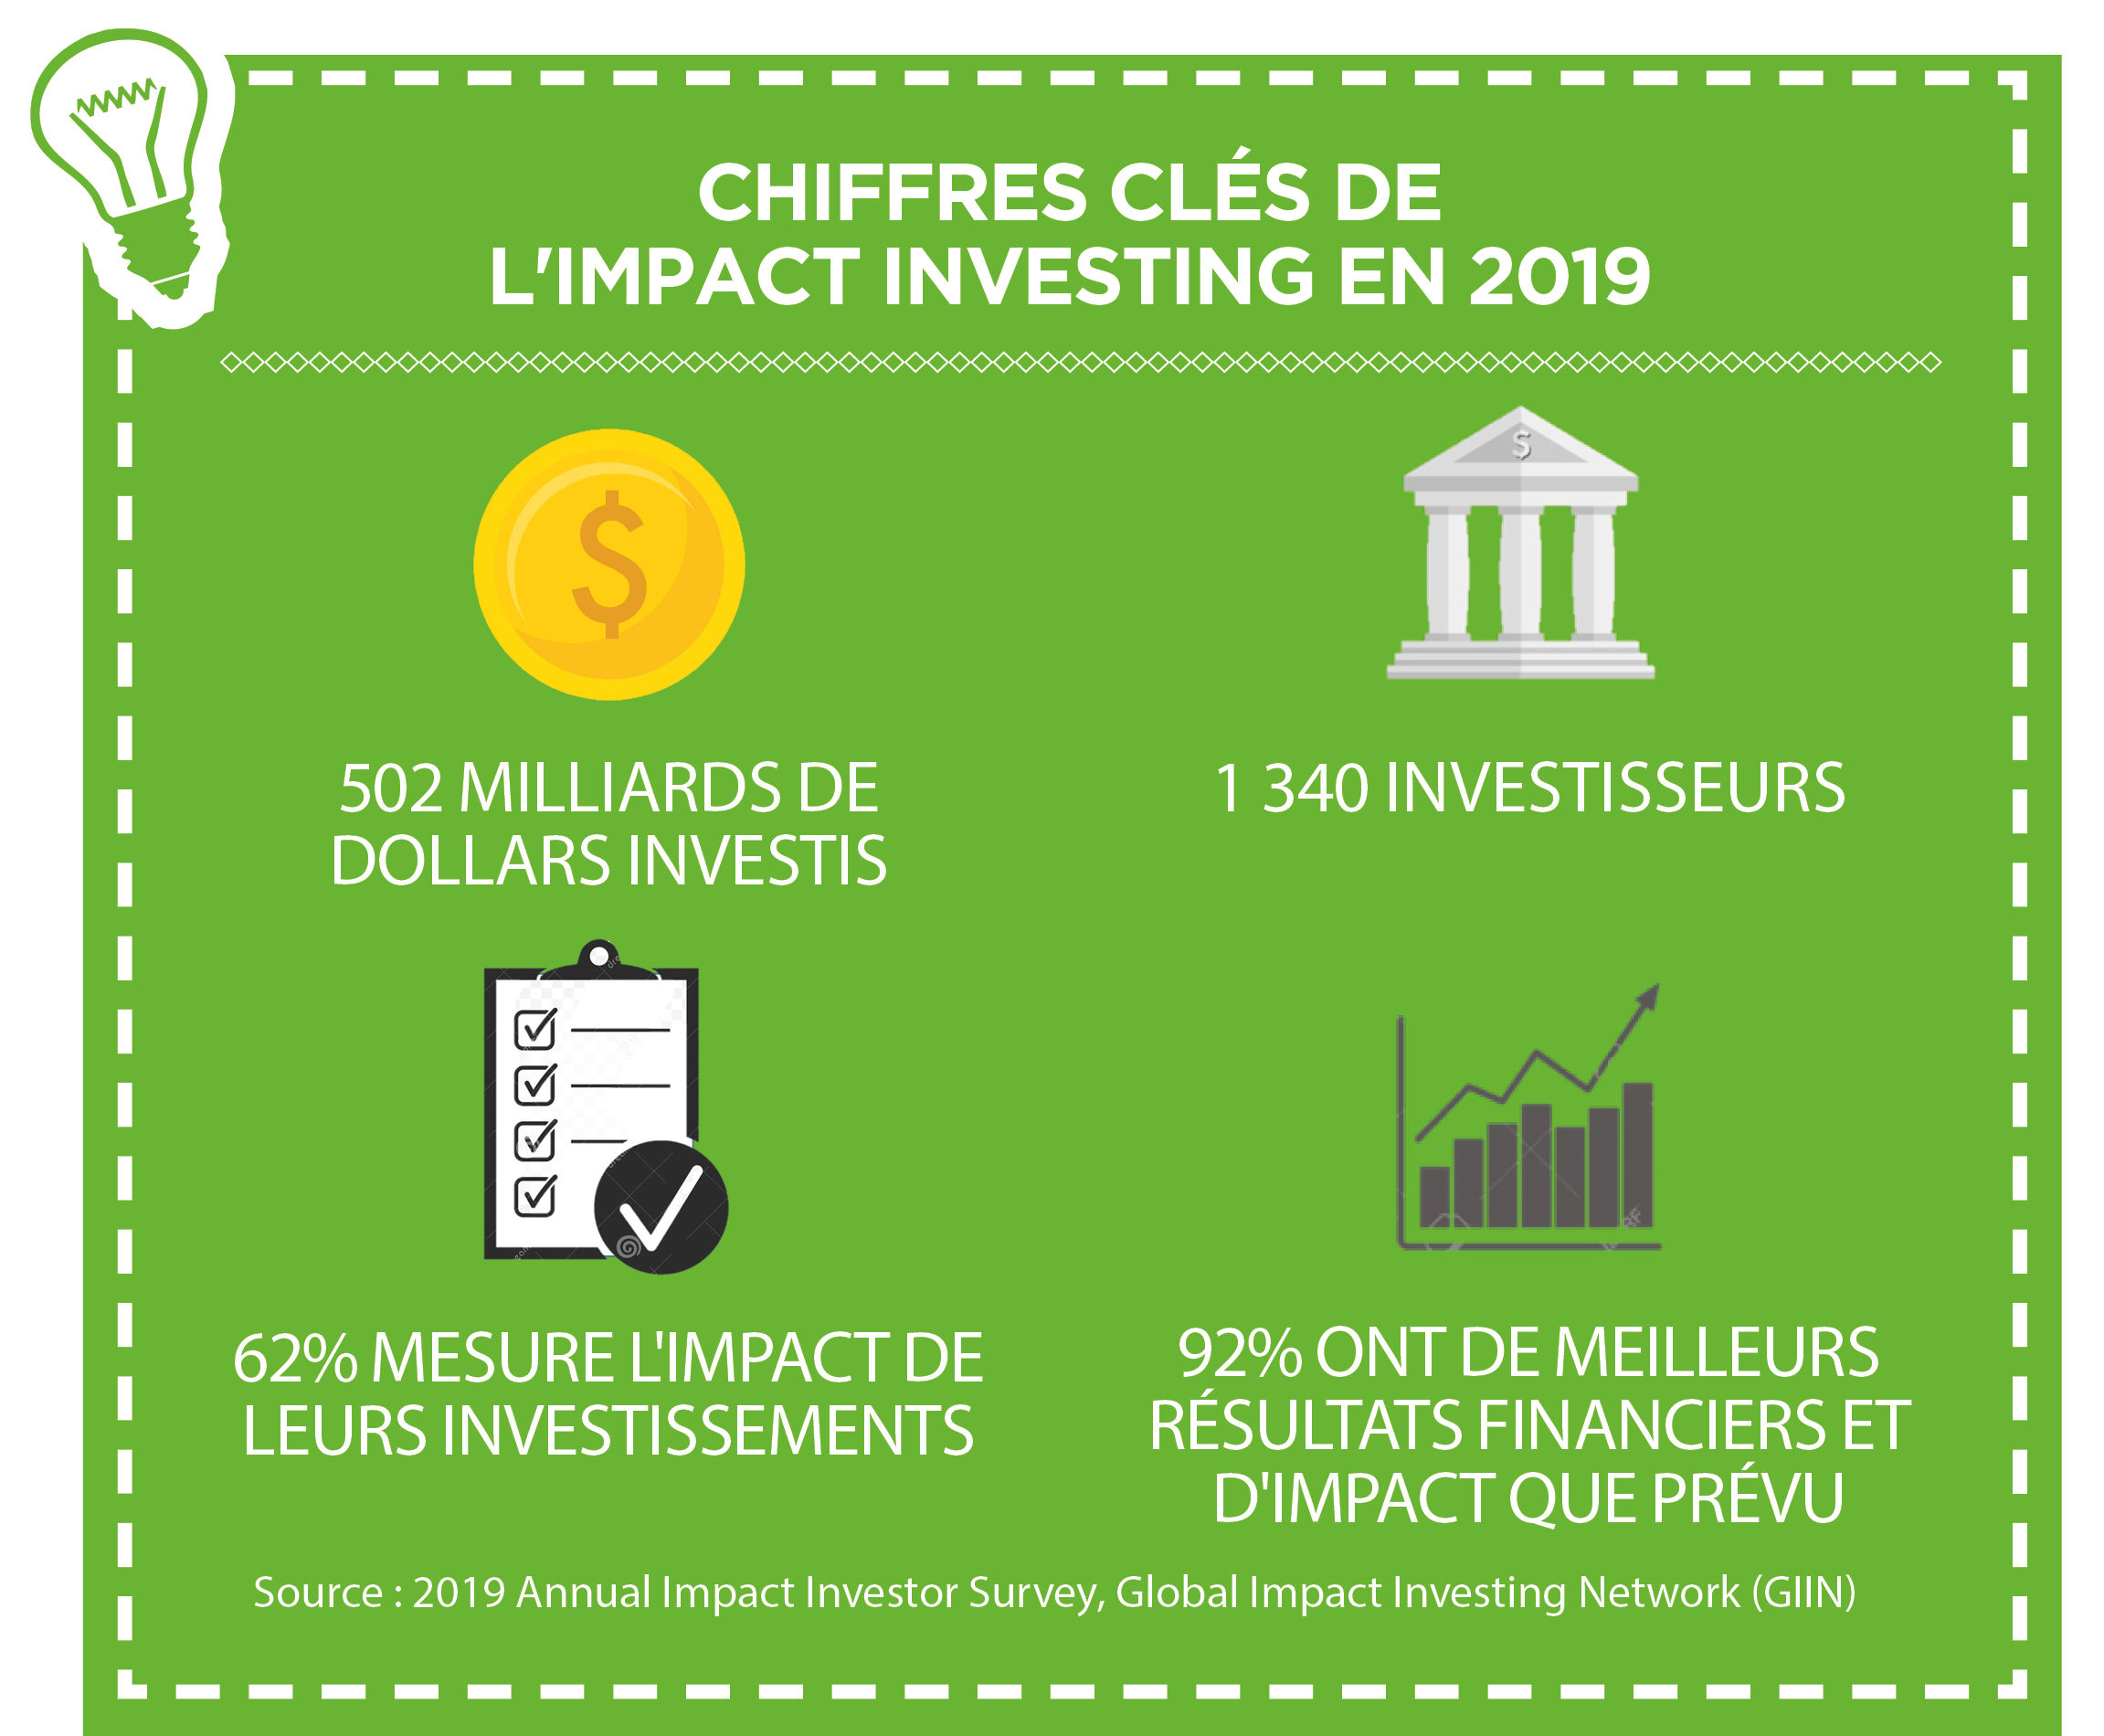 CHIFFRES CLÉS DE
L'IMPACT INVESTING EN 2019
$
$
502 MILLIARDS DE
DOLLARS INVESTIS
1 340 INVESTISSEURS
62% MESURE L'IMPACT DE
LEURS INVESTISSEMENTS
92% ONT DE MEILLEURS
RÉSULTATS FINANCIERS ET
D'IMPACT QUE PRÉVU
Source : 2019 Annual Impact Investor Survey, Global Impact Investing Network (GIIN)